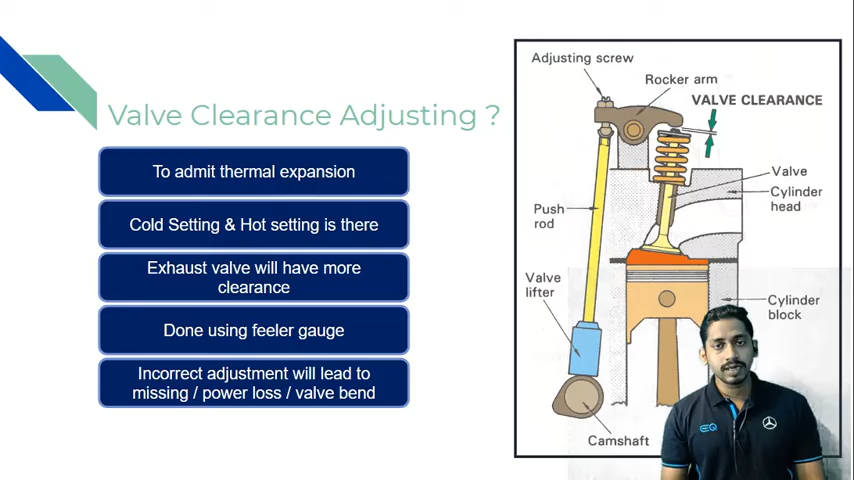 Valve Clearance Adjusting ?
To admit thermal expansion
Cold Setting & Hot setting is there
Exhaust valve will have more
clearance
Done using feeler gauge
Incorrect adjustment will lead to
missing / power loss / valve bend
Adjusting screw
Rocker arm
VALVE CLEARANCE
Valve
Cylinder
head
Push
rod
Valve
lifter
Cylinder
block
Camshaft
EQ